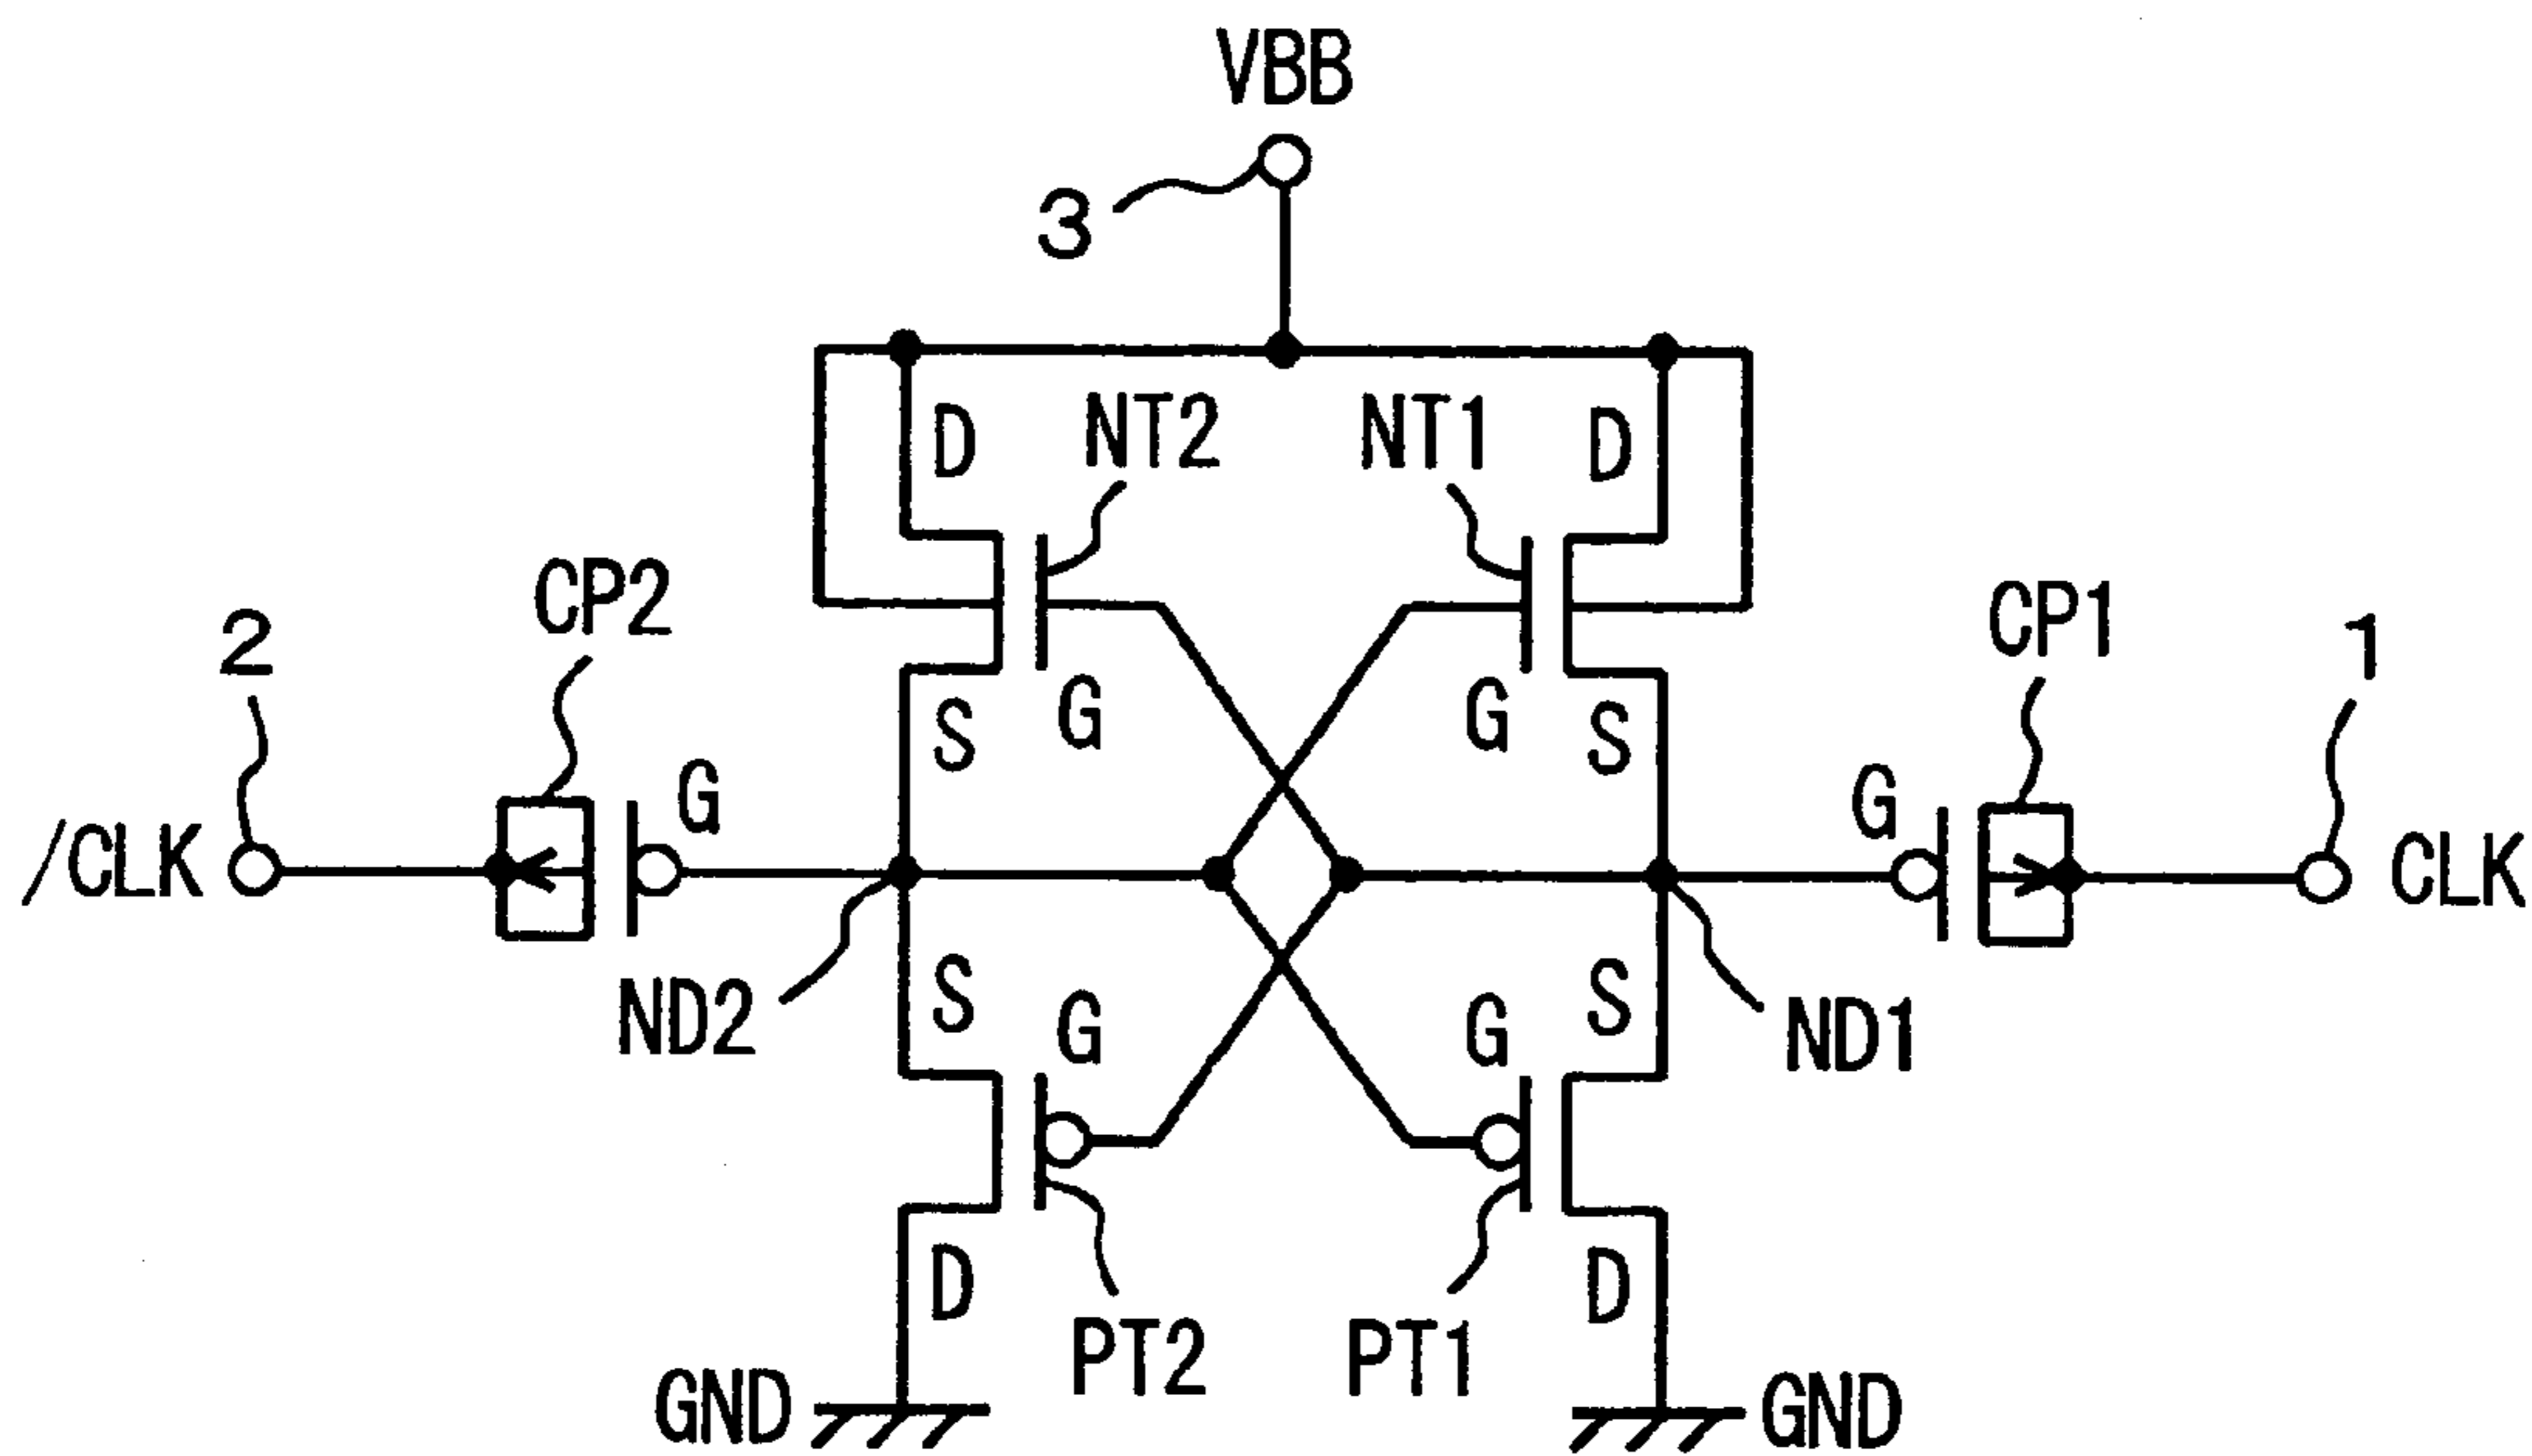 VBB
3
D
NT2
NT1
D
CP2
CP1
2
1
S
G
G
S
G
G
/CLK
CLK
ND2
S
G
G
S
ND1
D
PT2
PT1
D
GND
GND